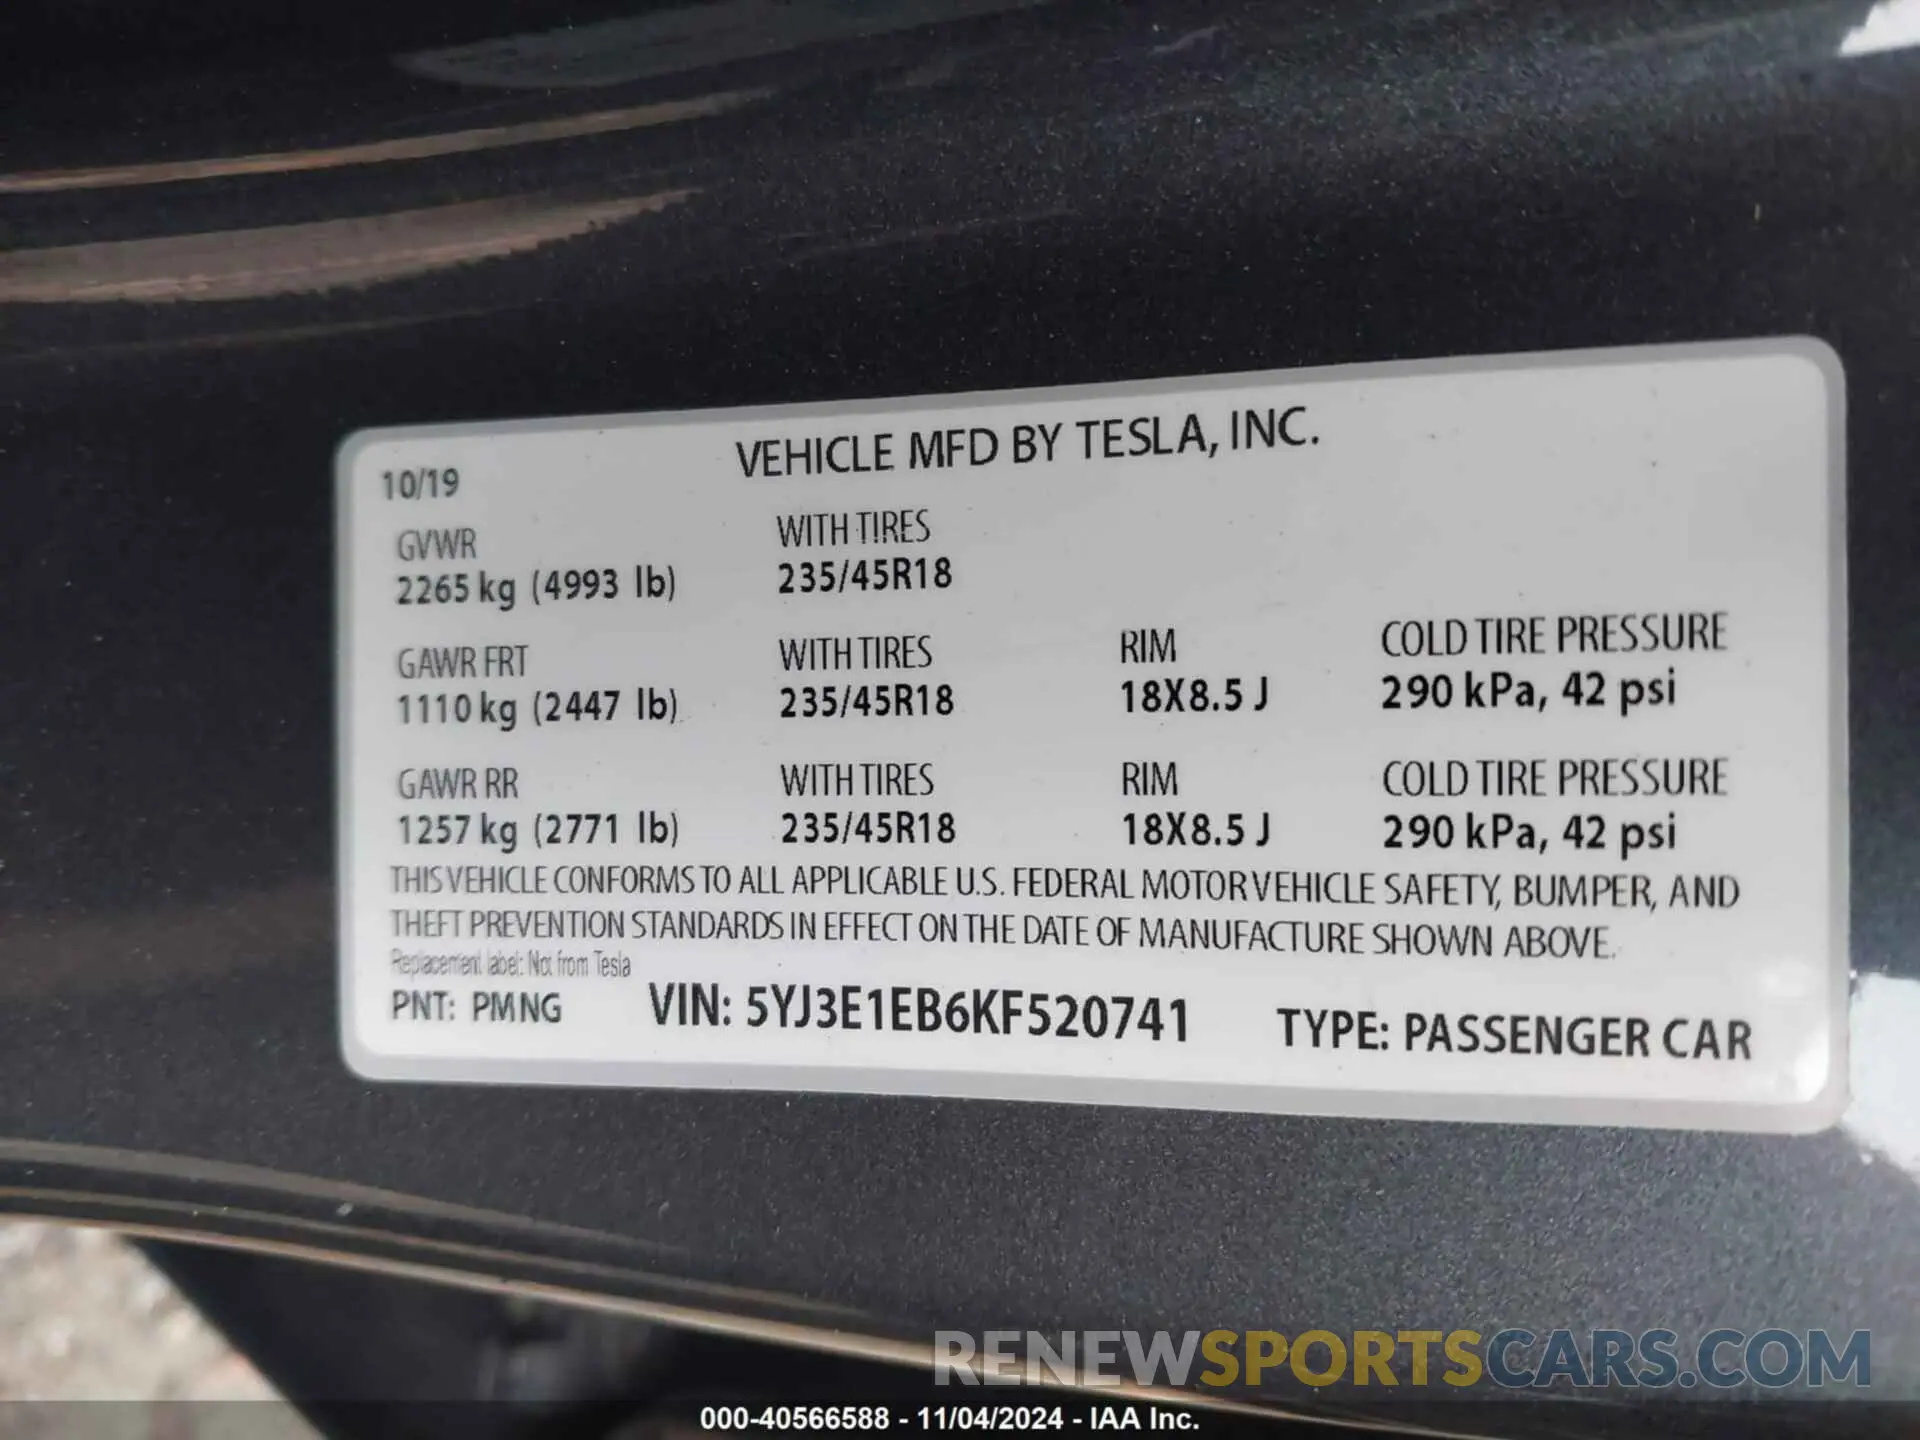 VEHICLE MFD BY TESLA, INC.
10/19
GVWR WITH TIRES
2265 kg (4993 lb) 235/45R18
GAWR FRT WITH TIRES RIM COLD TIRE PRESSURE
1110 kg (2447 lb) 235/45R18 18X8.5 J 290 kPa, 42 psi
GAWR RR WITH TIRES RIM COLD TIRE PRESSURE
1257 kg (2771 lb) 235/45R18 18X8.5 J 290 kPa, 42 psi
THIS VEHICLE CONFORMS TO ALL APPLICABLE U.S. FEDERAL MOTOR VEHICLE SAFETY, BUMPER, AND
THEFT PREVENTION STANDARDS IN EFFECT ON THE DATE OF MANUFACTURE SHOWN ABOVE.
Replacement label: Not from Tesla
PNT: PMNG VIN: 5YJ3E1EB6KF520741 TYPE: PASSENGER CAR
RENEWSPORTSCARS.COM
000-40566588 - 11/04/2024 - IAA Inc.